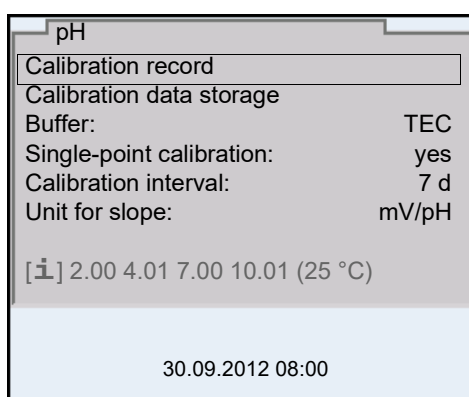 pH
Calibration record
Calibration data storage
Buffer: TEC
Single-point calibration: yes
Calibration interval: 7 d
Unit for slope: mV/pH
[i] 2.00 4.01 7.00 10.01 (25 °C)
30.09.2012 08:00